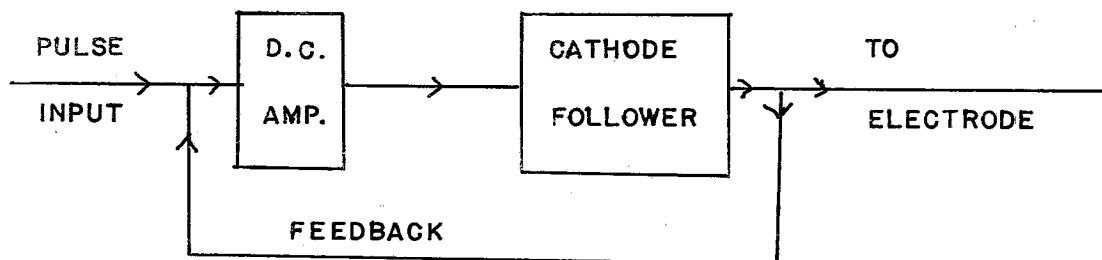 PULSE
INPUT
D.C.
AMP.
CATHODE
FOLLOWER
TO
ELECTRODE
FEEDBACK